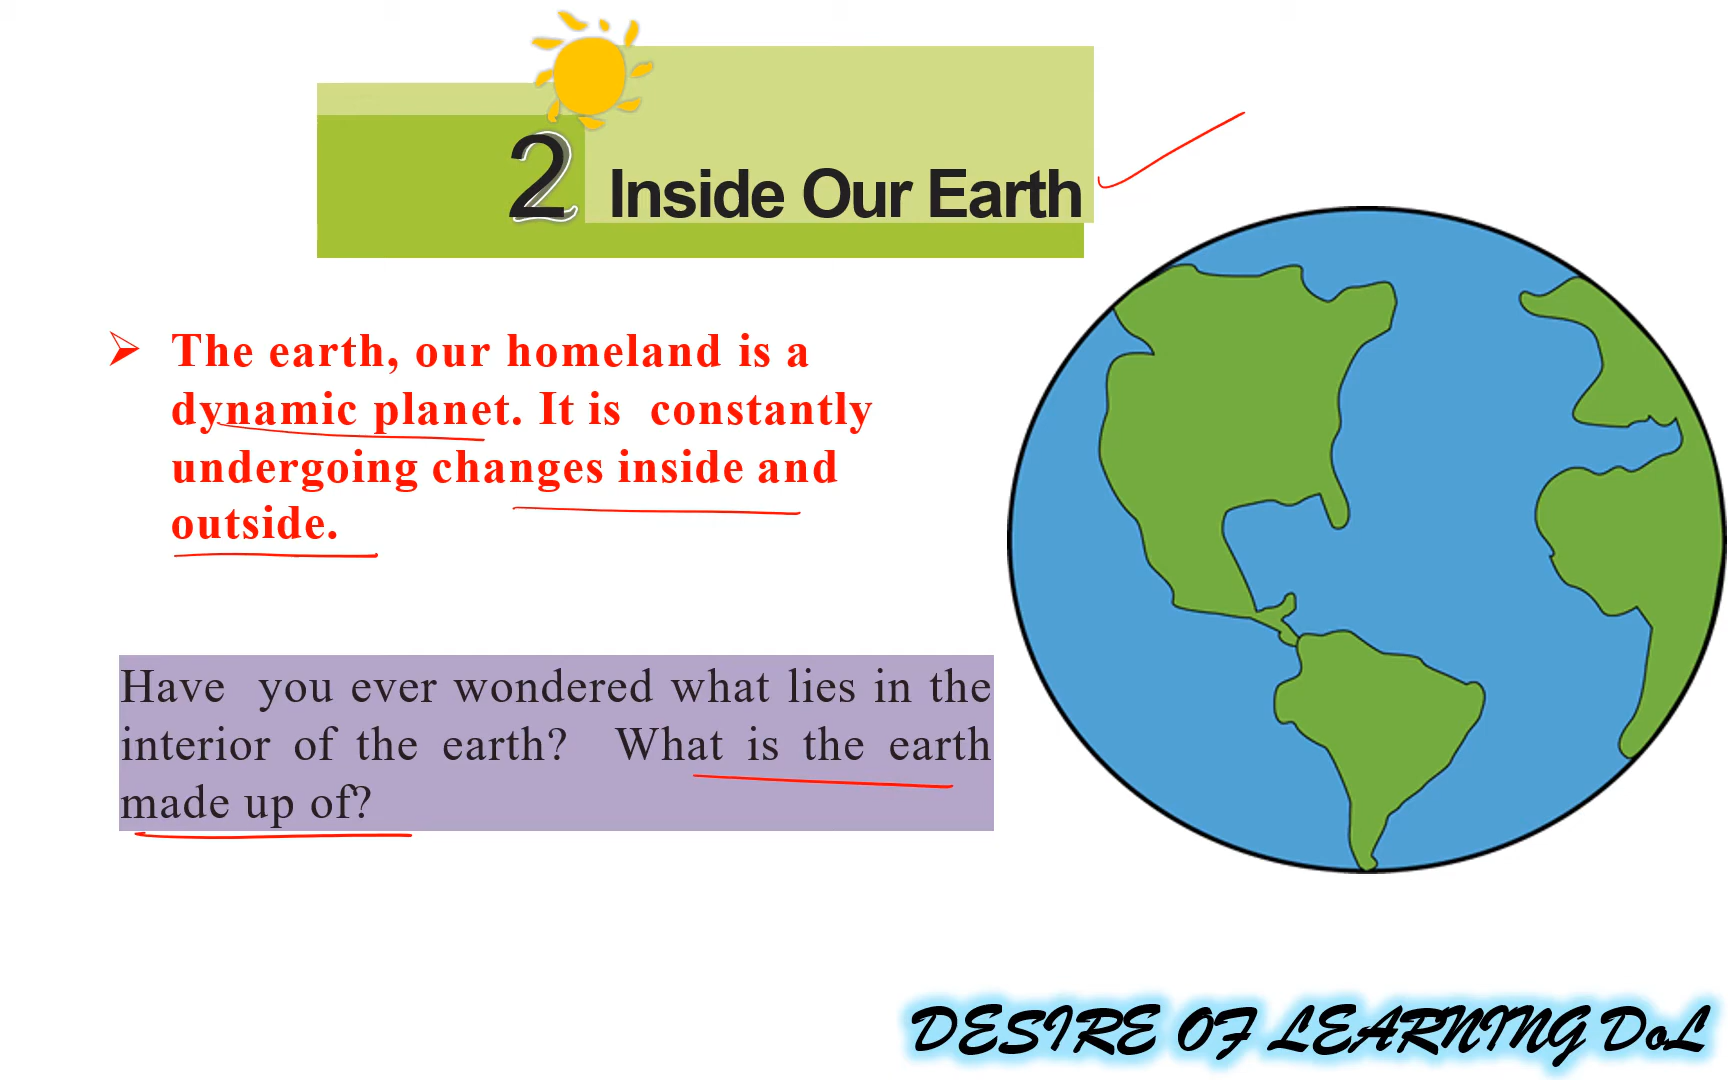 2 Inside Our Earth
➢ The earth, our homeland is a
dynamic planet. It is constantly
undergoing changes inside and
outside.
Have you ever wondered what lies in the
interior of the earth? What is the earth
made up of?
DESIRE OF LEARNING DoL